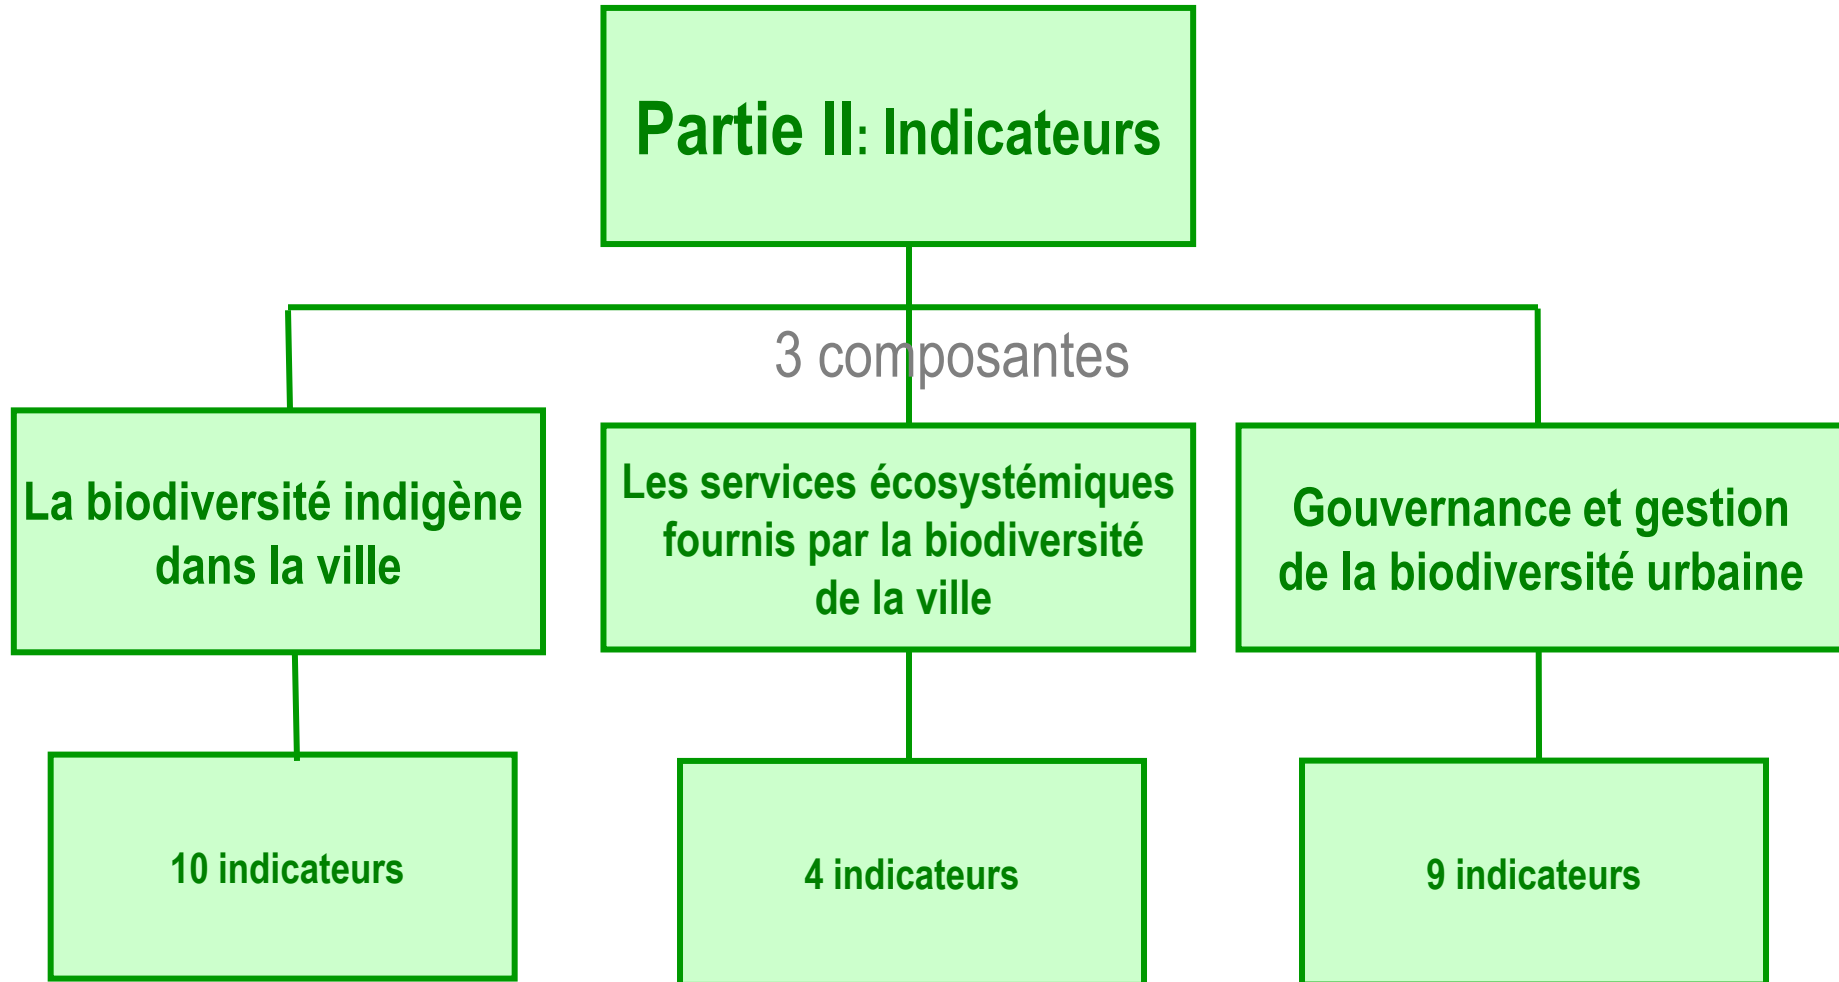 Partie II: Indicateurs
3 composantes
La biodiversité indigène
dans la ville
Les services écosystémiques
fournis par la biodiversité
de la ville
Gouvernance et gestion
de la biodiversité urbaine
10 indicateurs
4 indicateurs
9 indicateurs